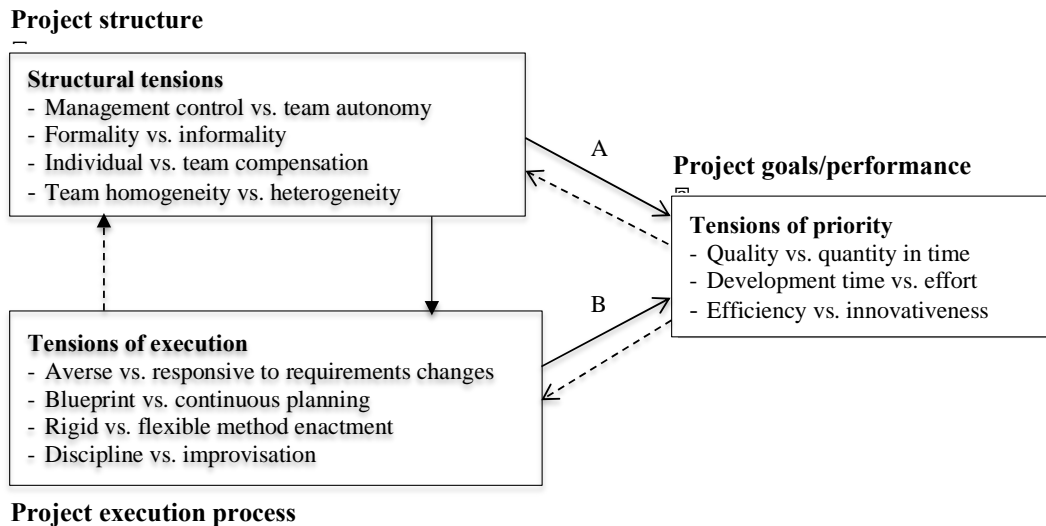 Project structure
Structural tensions
- Management control vs. team autonomy
- Formality vs. informality
- Individual vs. team compensation
- Team homogeneity vs. heterogeneity
A
Project goals/performance
Tensions of priority
- Quality vs. quantity in time
- Development time vs. effort
- Efficiency vs. innovativeness
B
Tensions of execution
- Averse vs. responsive to requirements changes
- Blueprint vs. continuous planning
- Rigid vs. flexible method enactment
- Discipline vs. improvisation
Project execution process